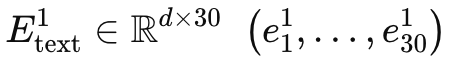 E^1_text ∈ ℝ^{d×30} (e^1_1, . . . , e^1_30)